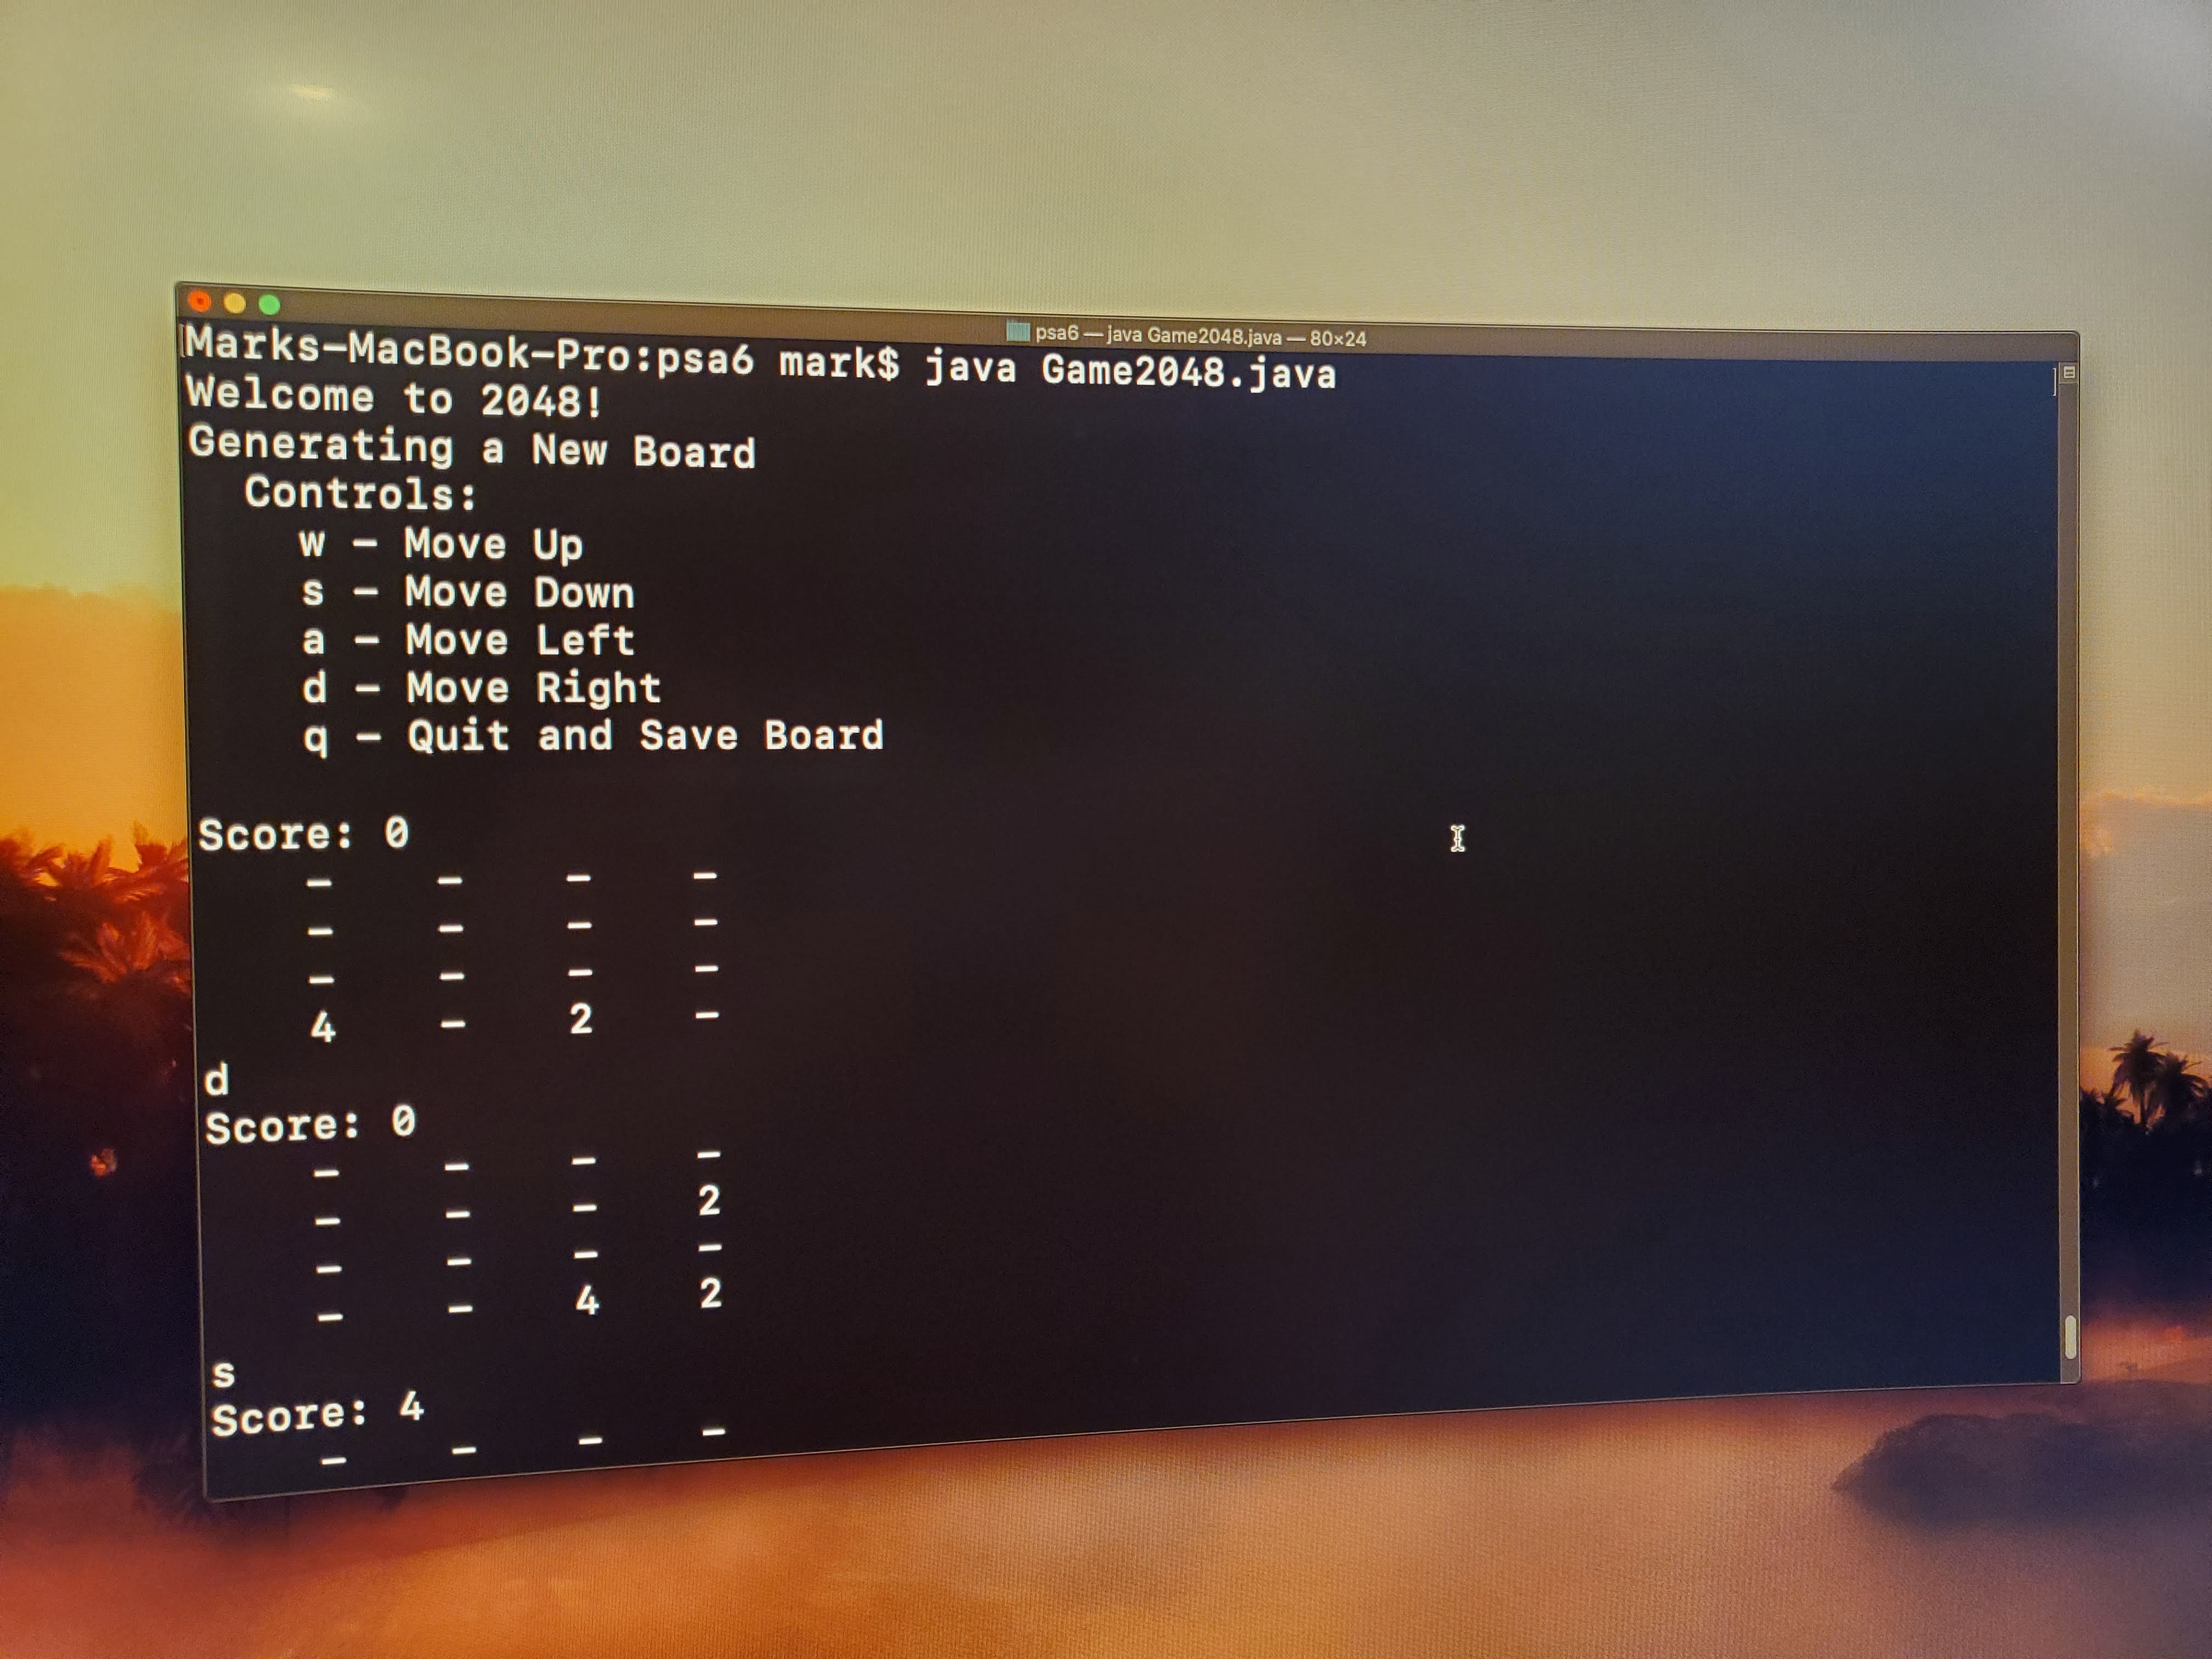 psa6 — java Game2048.java — 80×24
Marks-MacBook-Pro:psa6 mark$ java Game2048.java
Welcome to 2048!
Generating a New Board
  Controls:
    w - Move Up
    s - Move Down
    a - Move Left
    d - Move Right
    q - Quit and Save Board

Score: 0
    -    -    -    -
    -    -    -    -
    -    -    -    -
    4    -    2    -
d
Score: 0
    -    -    -    -
    -    -    -    2
    -    -    -    -
    -    -    4    2
s
Score: 4
    -    -    -    -